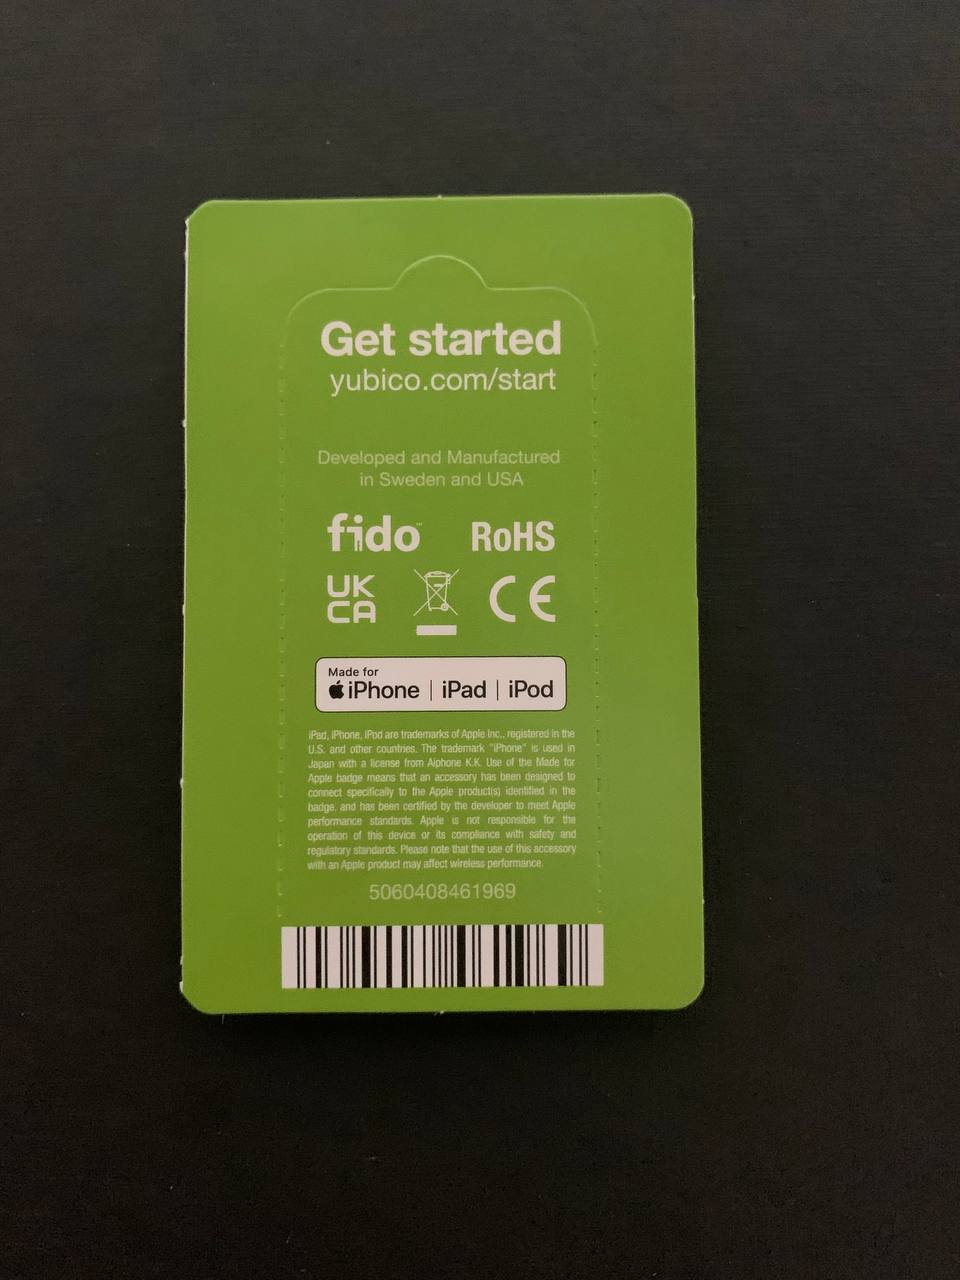 Get started
yubico.com/start
Developed and Manufactured
in Sweden and USA
fido™ RoHS
UK
CA CE
Made for
iPhone | iPad | iPod
iPad, iPhone, iPod are trademarks of Apple Inc., registered in the
U.S. and other countries. The trademark "iPhone" is used in
Japan with a license from Aiphone K.K. Use of the Made for
Apple badge means that an accessory has been designed to
connect specifically to the Apple product(s) identified in the
badge, and has been certified by the developer to meet Apple
performance standards. Apple is not responsible for the
operation of this device or its compliance with safety and
regulatory standards. Please note that the use of this accessory
with an Apple product may affect wireless performance.
5060408461969